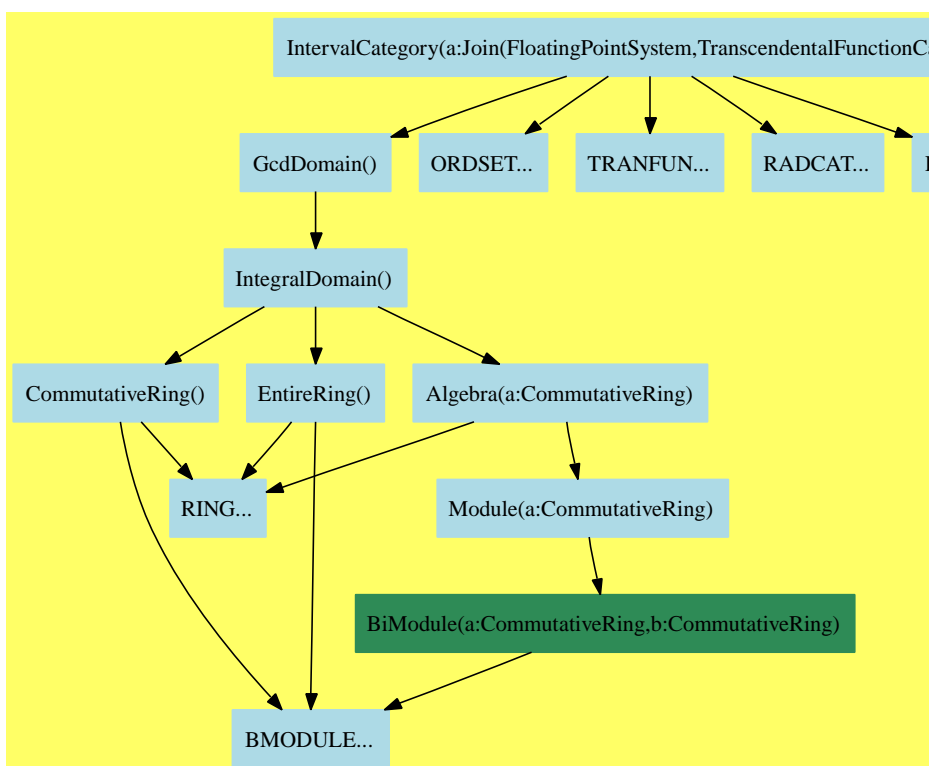 IntervalCategory(a:Join(FloatingPointSystem,TranscendentalFunctionCa
GcdDomain()
ORDSET...
TRANFUN...
RADCAT...
IntegralDomain()
CommutativeRing()
EntireRing()
Algebra(a:CommutativeRing)
RING...
Module(a:CommutativeRing)
BiModule(a:CommutativeRing,b:CommutativeRing)
BMODULE...